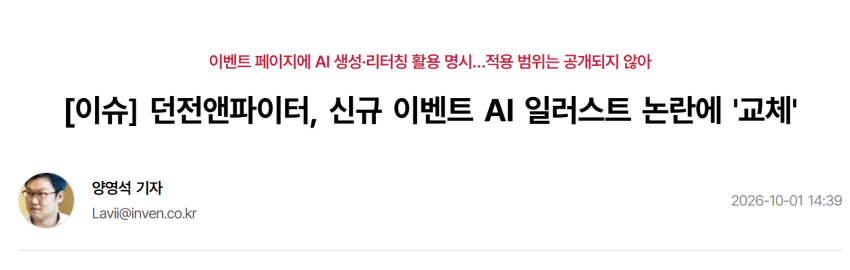 이벤트 페이지에 AI 생성·리터칭 활용 명시...적용 범위는 공개되지 않아
[이슈] 던전앤파이터, 신규 이벤트 AI 일러스트 논란에 '교체'
양영석 기자
Lavii@inven.co.kr
2026-10-01 14:39